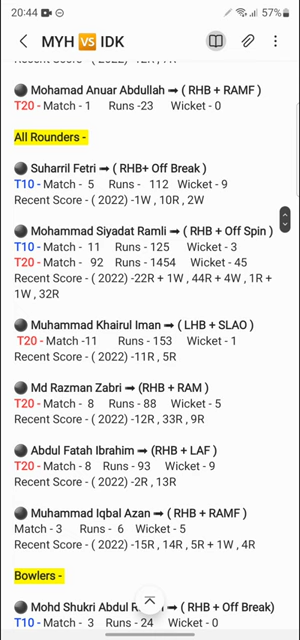 20:44
57%
MYH VS IDK
Mohamad Anuar Abdullah ➞ ( RHB + RAMF )
T20 - Match - 1 Runs -23 Wicket - 0
All Rounders -
Suharril Fetri ➞ ( RHB+ Off Break )
T10 - Match - 5 Runs - 112 Wicket - 9
Recent Score - ( 2022) -1W , 10R , 2W
Mohammad Siyadat Ramli ➞ ( RHB + Off Spin )
T10 - Match - 11 Runs - 125 Wicket - 3
T20 - Match - 92 Runs - 1454 Wicket - 45
Recent Score - ( 2022) -22R + 1W , 44R + 4W , 1R +
1W , 32R
Muhammad Khairul Iman ➞ ( LHB + SLAO )
T20 - Match -11 Runs - 153 Wicket - 1
Recent Score - ( 2022) -11R , 5R
Md Razman Zabri ➞ (RHB + RAM )
T20 - Match - 8 Runs - 88 Wicket - 5
Recent Score - ( 2022) -12R , 33R , 9R
Abdul Fatah Ibrahim ➞ ( RHB + LAF )
T20 - Match - 8 Runs - 93 Wicket - 9
Recent Score - ( 2022) -2R , 13R
Muhammad Iqbal Azan ➞ ( RHB + RAMF )
Match - 3 Runs - 6 Wicket - 5
Recent Score - ( 2022) -15R , 14R , 5R + 1W , 4R
Bowlers -
Mohd Shukri Abdul ➞ ( RHB + Off Break)
T10 - Match - 3 Runs - 24 Wicket - 0